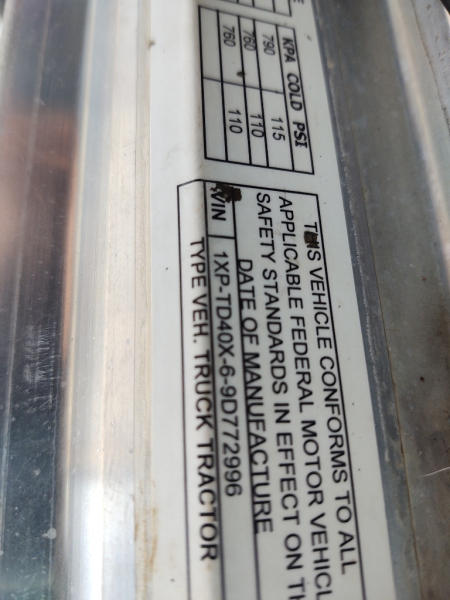 KPA COLD PSI
790 115
760 110
760 110
THIS VEHICLE CONFORMS TO ALL
APPLICABLE FEDERAL MOTOR VEHICL
SAFETY STANDARDS IN EFFECT ON TH
DATE OF MANUFACTURE
VIN 1XP-TD40X-6-9D772996
TYPE VEH. TRUCK TRACTOR